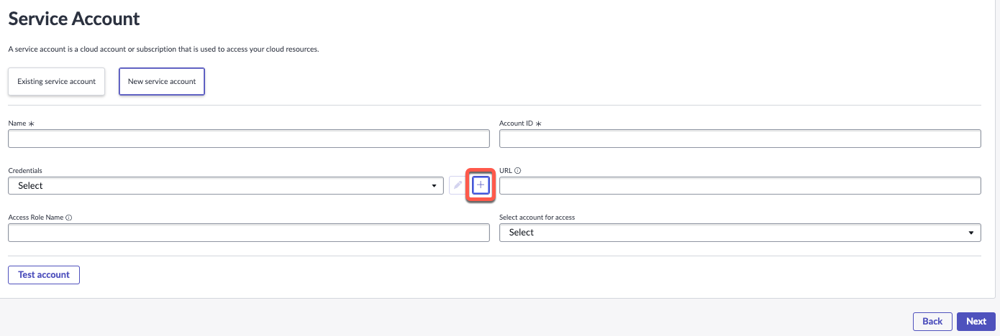 Service Account
A service account is a cloud account or subscription that is used to access your cloud resources.
Existing service account
New service account
Name *
Account ID *
Credentials
URL
Select
Access Role Name
Select account for access
Select
Test account
Back
Next